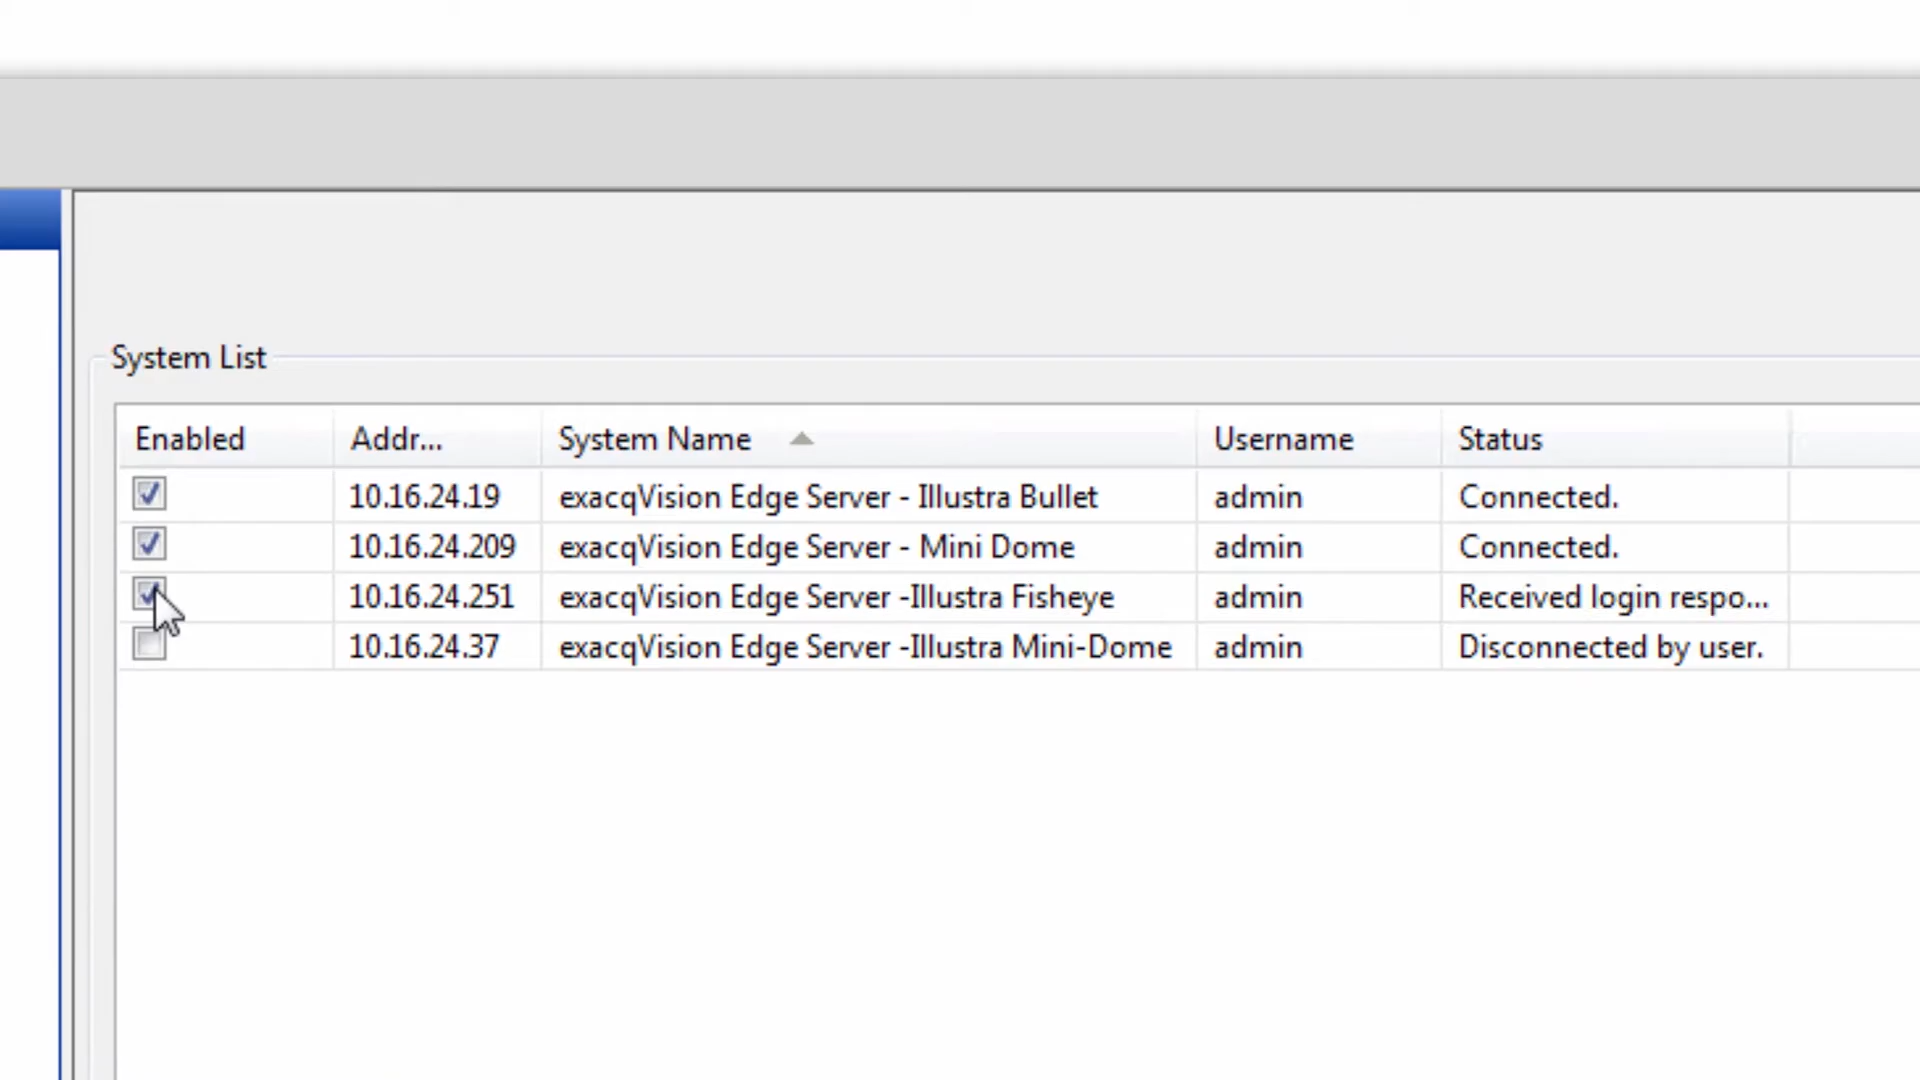 System List
Enabled Addr... System Name Username Status
10.16.24.19 exacqVision Edge Server - Illustra Bullet admin Connected.
10.16.24.209 exacqVision Edge Server - Mini Dome admin Connected.
10.16.24.251 exacqVision Edge Server -Illustra Fisheye admin Received login respo...
10.16.24.37 exacqVision Edge Server -Illustra Mini-Dome admin Disconnected by user.